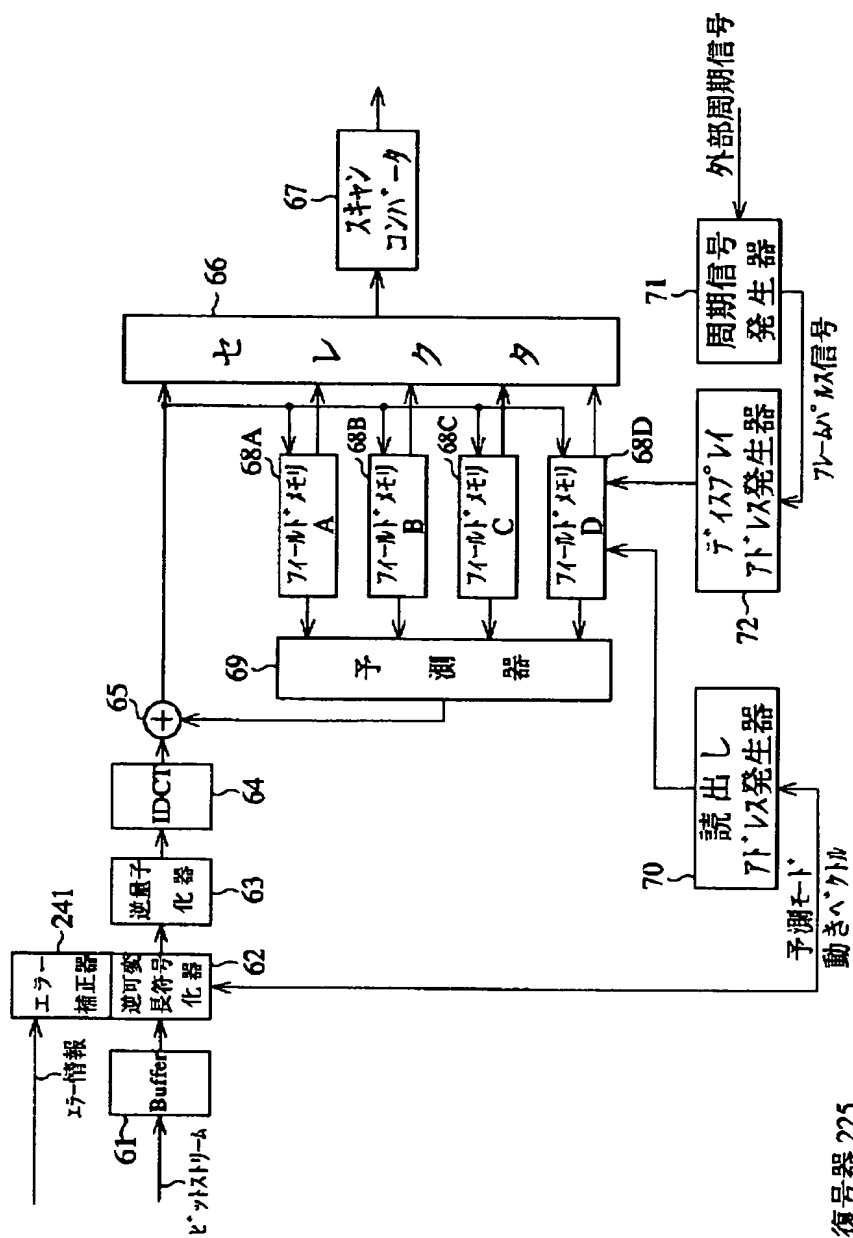 エラー情報
241
エラー
補正器
ビットストリーム
61
Buffer
逆可変
長符号
化器
62
逆量子
化器
63
IDCT
64
65
+
66
セレクタ
67
スキャン
コンバータ
68A
フィールドメモリ
A
68B
フィールドメモリ
B
68C
フィールドメモリ
C
68D
フィールドメモリ
D
69
予測器
70
読出し
アドレス発生器
予測モード
動きベクトル
72
ディスプレイ
アドレス発生器
フレームパルス信号
71
周期信号
発生器
外部周期信号
復号器 225